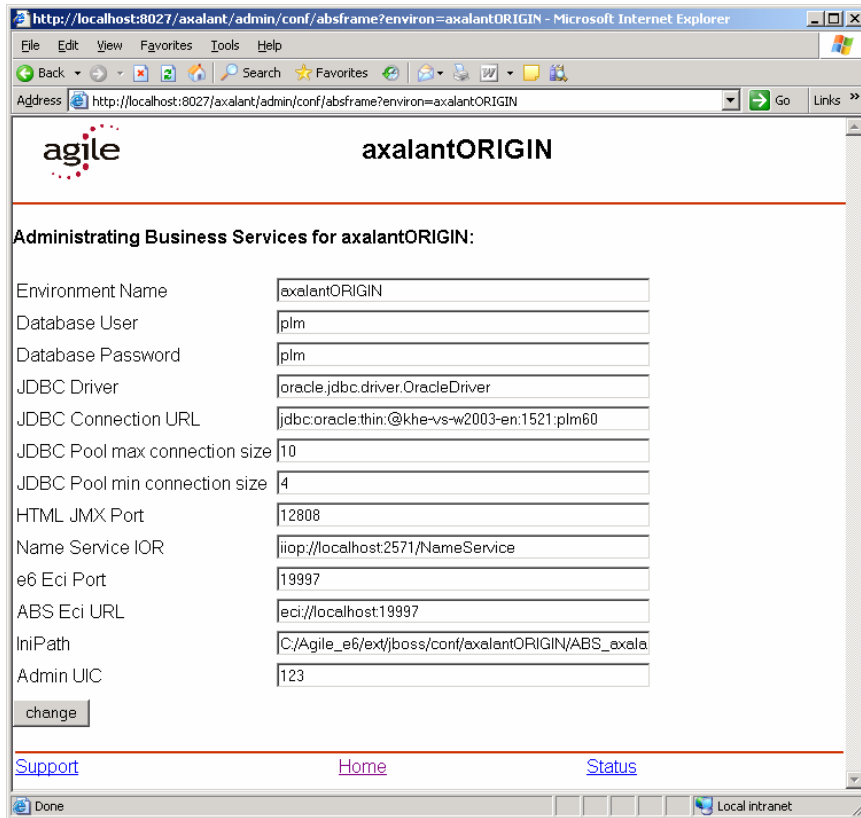 http://localhost:8027/axalant/admin/conf/absframe?environ=axalantORIGIN - Microsoft Internet Explorer
File Edit View Favorites Tools Help
Back Search Favorites
Address http://localhost:8027/axalant/admin/conf/absframe?environ=axalantORIGIN Go Links »
agile axalantORIGIN
Administrating Business Services for axalantORIGIN:
Environment Name axalantORIGIN
Database User plm
Database Password plm
JDBC Driver oracle.jdbc.driver.OracleDriver
JDBC Connection URL jdbc:oracle:thin:@khe-vs-w2003-en:1521:plm60
JDBC Pool max connection size 10
JDBC Pool min connection size 4
HTML JMX Port 12808
Name Service IOR iiop://localhost:2571/NameService
e6 Eci Port 19997
ABS Eci URL eci://localhost:19997
IniPath C:/Agile_e6/ext/jboss/conf/axalantORIGIN/ABS_axala
Admin UIC 123
change
Support Home Status
Done Local intranet